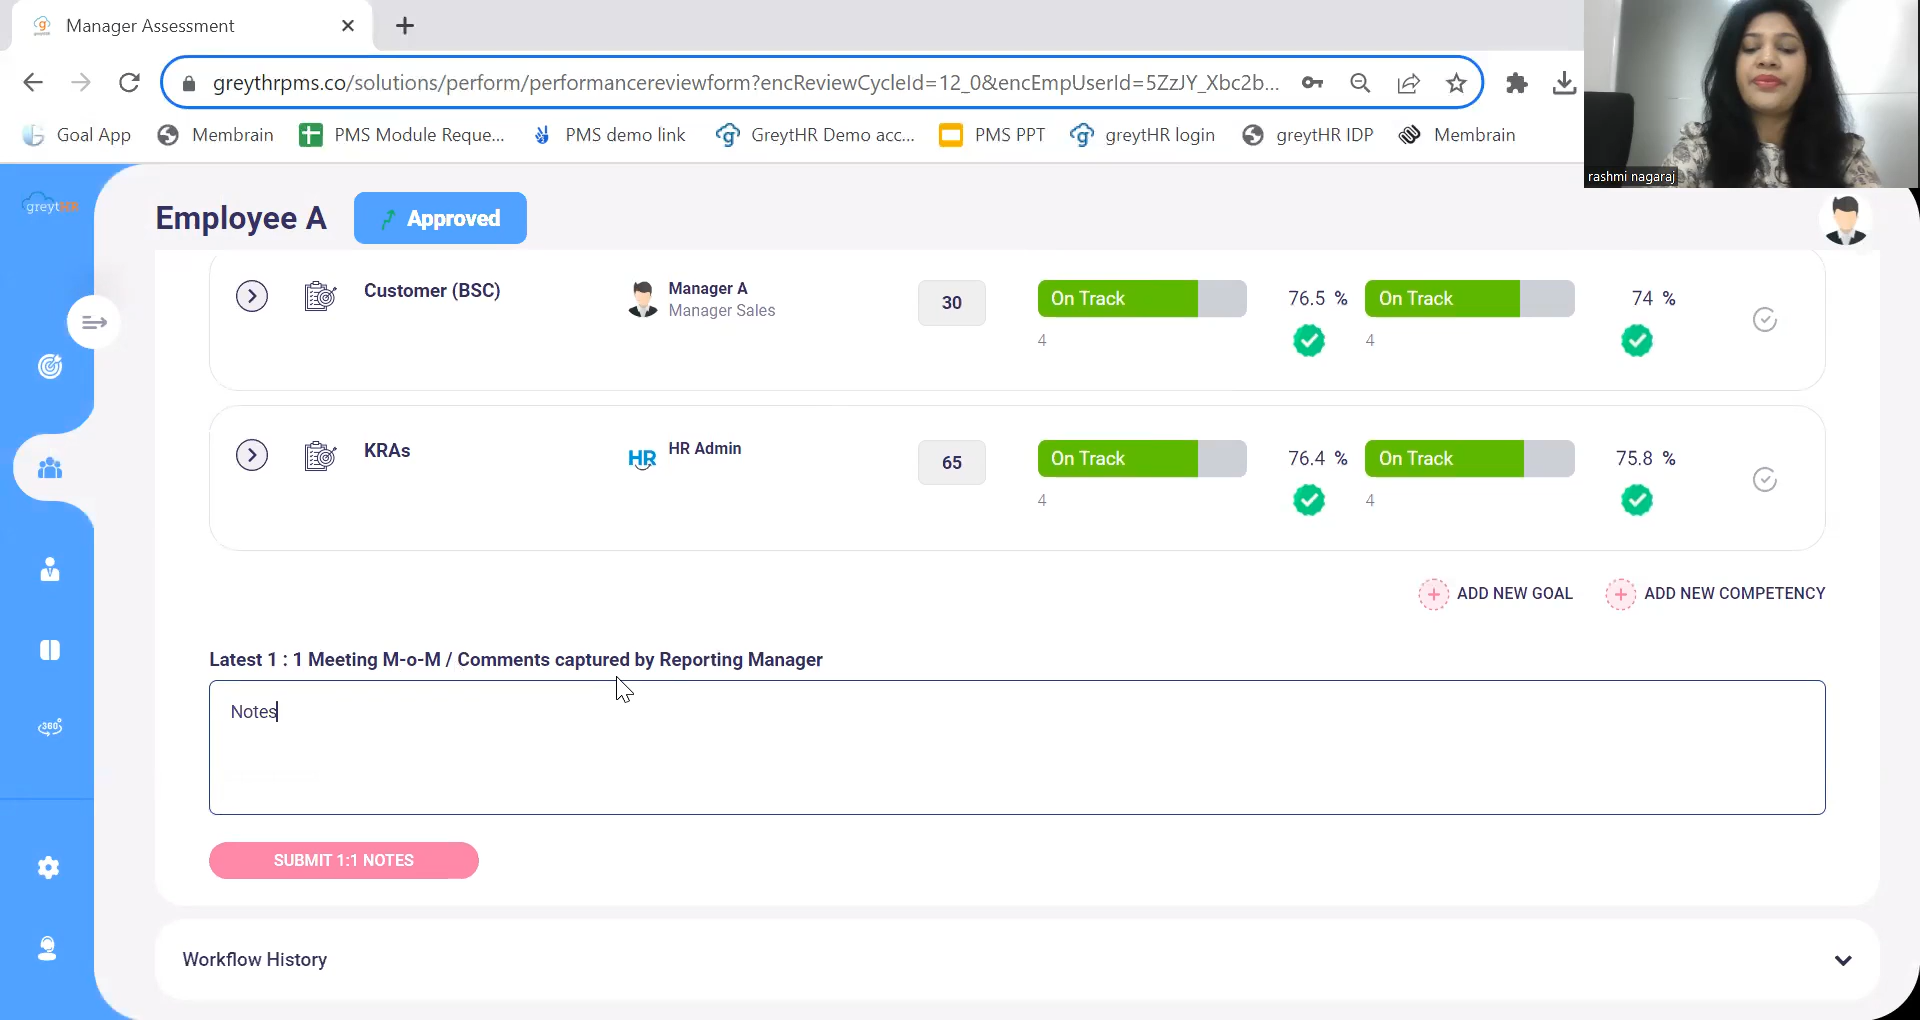 Manager Assessment
greythrpms.co/solutions/perform/performancereviewform?encReviewCycleId=12_0&encEmpUserId=5ZzJY_Xbc2b...
Goal App
Membrain
PMS Module Reque...
PMS demo link
GreytHR Demo acc...
PMS PPT
greytHR login
greytHR IDP
Membrain
rashmi nagaraj
greytHR
Employee A
Approved
Customer (BSC)
Manager A
Manager Sales
30
On Track
76.5 %
On Track
74 %
4
4
KRAs
HR
HR Admin
65
On Track
76.4 %
On Track
75.8 %
4
4
ADD NEW GOAL
ADD NEW COMPETENCY
Latest 1 : 1 Meeting M-o-M / Comments captured by Reporting Manager
Notes
360°
SUBMIT 1:1 NOTES
Workflow History